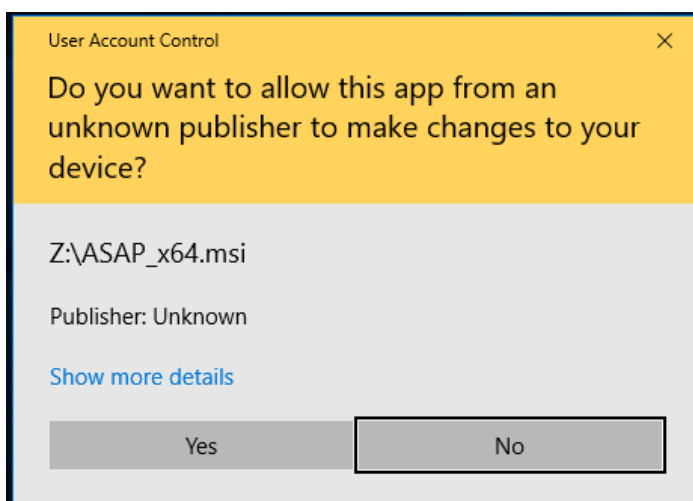 User Account Control
Do you want to allow this app from an
unknown publisher to make changes to your
device?
Z:\ASAP_x64.msi
Publisher: Unknown
Show more details
Yes
No